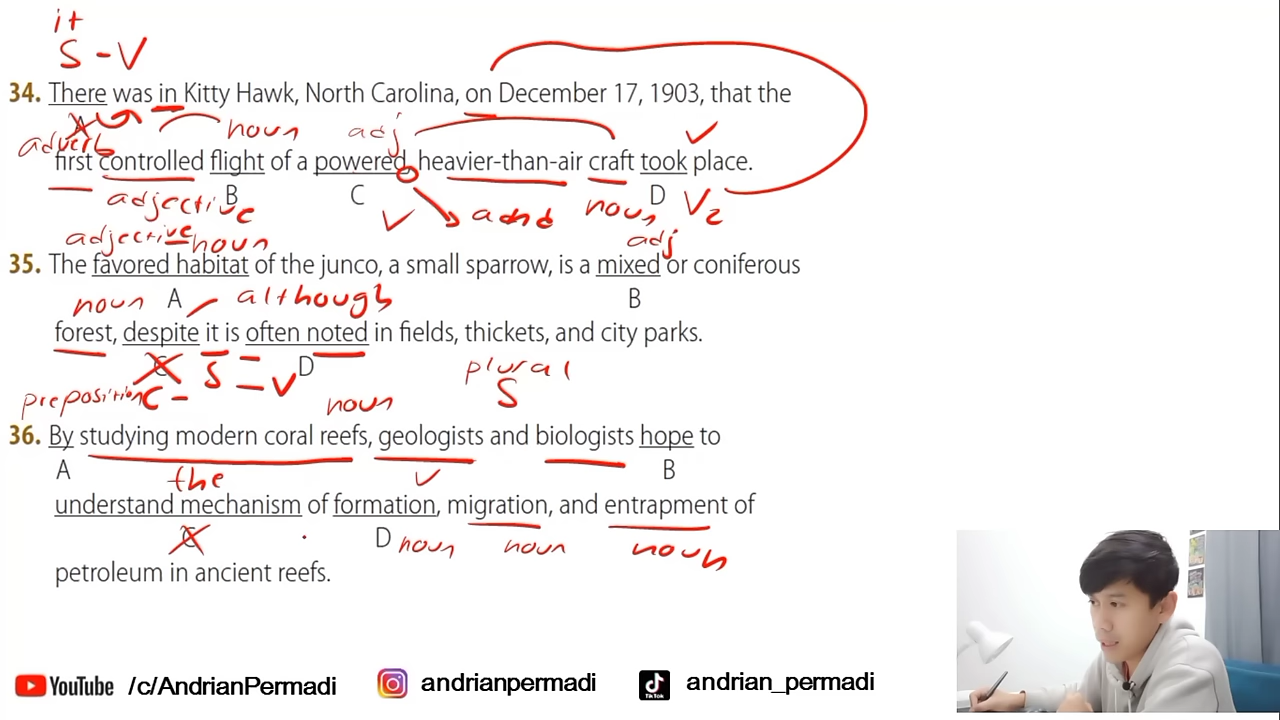 it
S - V
34. There was in Kitty Hawk, North Carolina, on December 17, 1903, that the
A
adverb
noun
adj
first controlled flight of a powered, heavier-than-air craft took place.
adjective
B
C
and
noun
D
V2
adjective noun
adj
35. The favored habitat of the junco, a small sparrow, is a mixed or coniferous
noun
A
although
B
forest, despite it is often noted in fields, thickets, and city parks.
C
S = V
D
plural
preposition
S
noun
36. By studying modern coral reefs, geologists and biologists hope to
A
the
B
understand mechanism of formation, migration, and entrapment of
C
D
noun
noun
noun
petroleum in ancient reefs.
YouTube /c/AndrianPermadi
andrianpermadi
TikTok
andrian_permadi